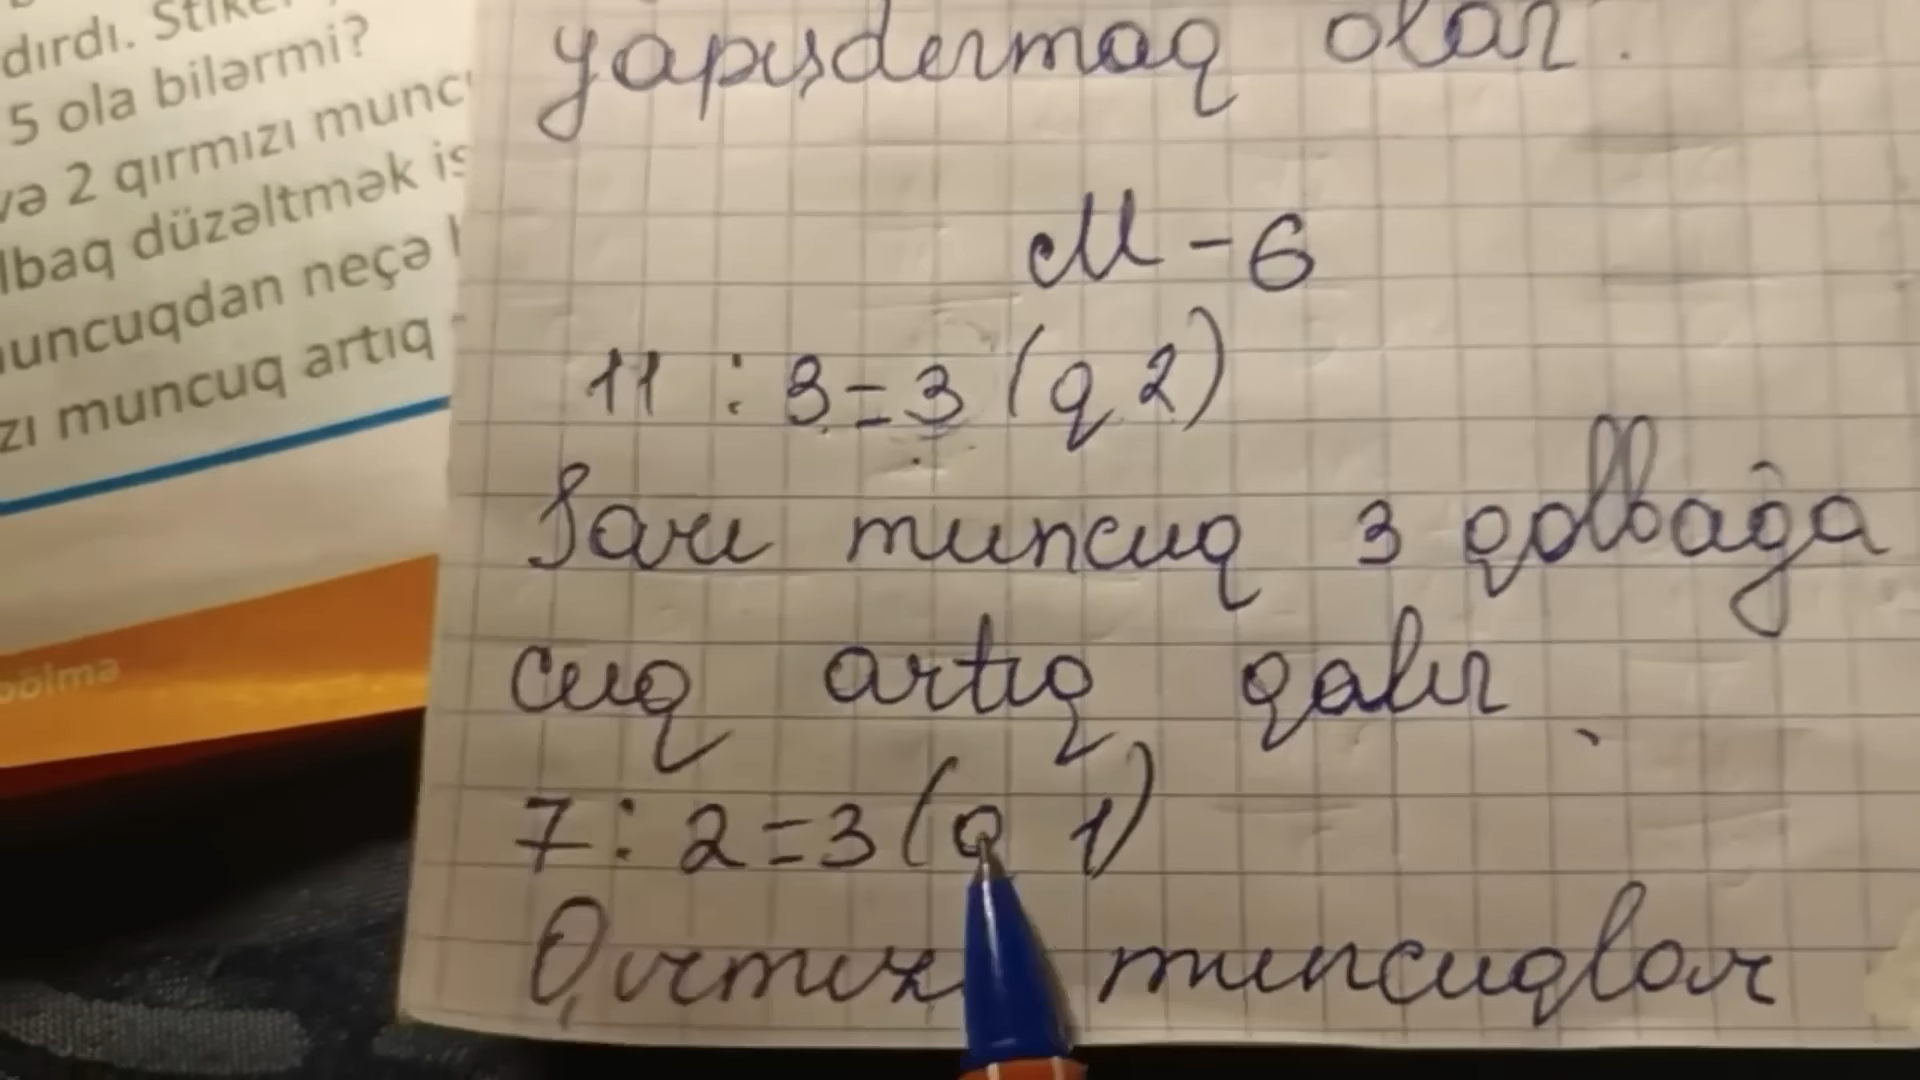 dırdı. Stike
5 ola bilərmi?
və 2 qırmızı munc
lbaq düzəltmək is
uncuqdan neçə
zı muncuq artıq
bölmə
yapışdırmaq olar.
M-6
11 : 3 = 3 (q 2)
Sarı muncuq 3 qolbağa
cuq artıq qalır
7 : 2 = 3 (q 1)
Qırmız muncuqlar